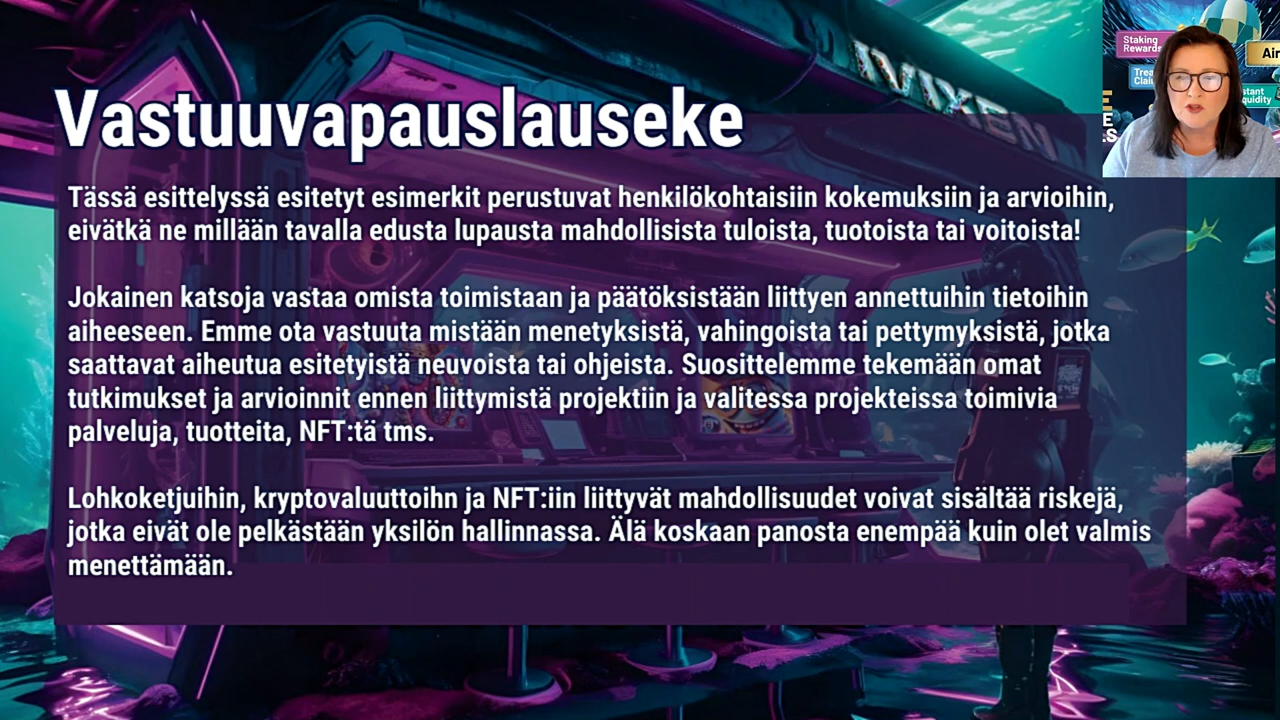 IVIXEM
Staking
Rewards
Air
Vastuuvapauslauseke
Tässä esittelyssä esitetyt esimerkit perustuvat henkilökohtaisiin kokemuksiin ja arvioihin,
eivätkä ne millään tavalla edusta lupausta mahdollisista tuloista, tuotoista tai voitoista!
Jokainen katsoja vastaa omista toimistaan ja päätöksistään liittyen annettuihin tietoihin
aiheeseen. Emme ota vastuuta mistään menetyksistä, vahingoista tai pettymyksistä, jotka
saattavat aiheutua esitetyistä neuvoista tai ohjeista. Suosittelemme tekemään omat
tutkimukset ja arvioinnit ennen liittymistä projektiin ja valitessa projekteissa toimivia
palveluja, tuotteita, NFT:tä tms.
Lohkoketjuihin, kryptovaluuttoihn ja NFT:iin liittyvät mahdollisuudet voivat sisältää riskejä,
jotka eivät ole pelkästään yksilön hallinnassa. Älä koskaan panosta enempää kuin olet valmis
menettämään.